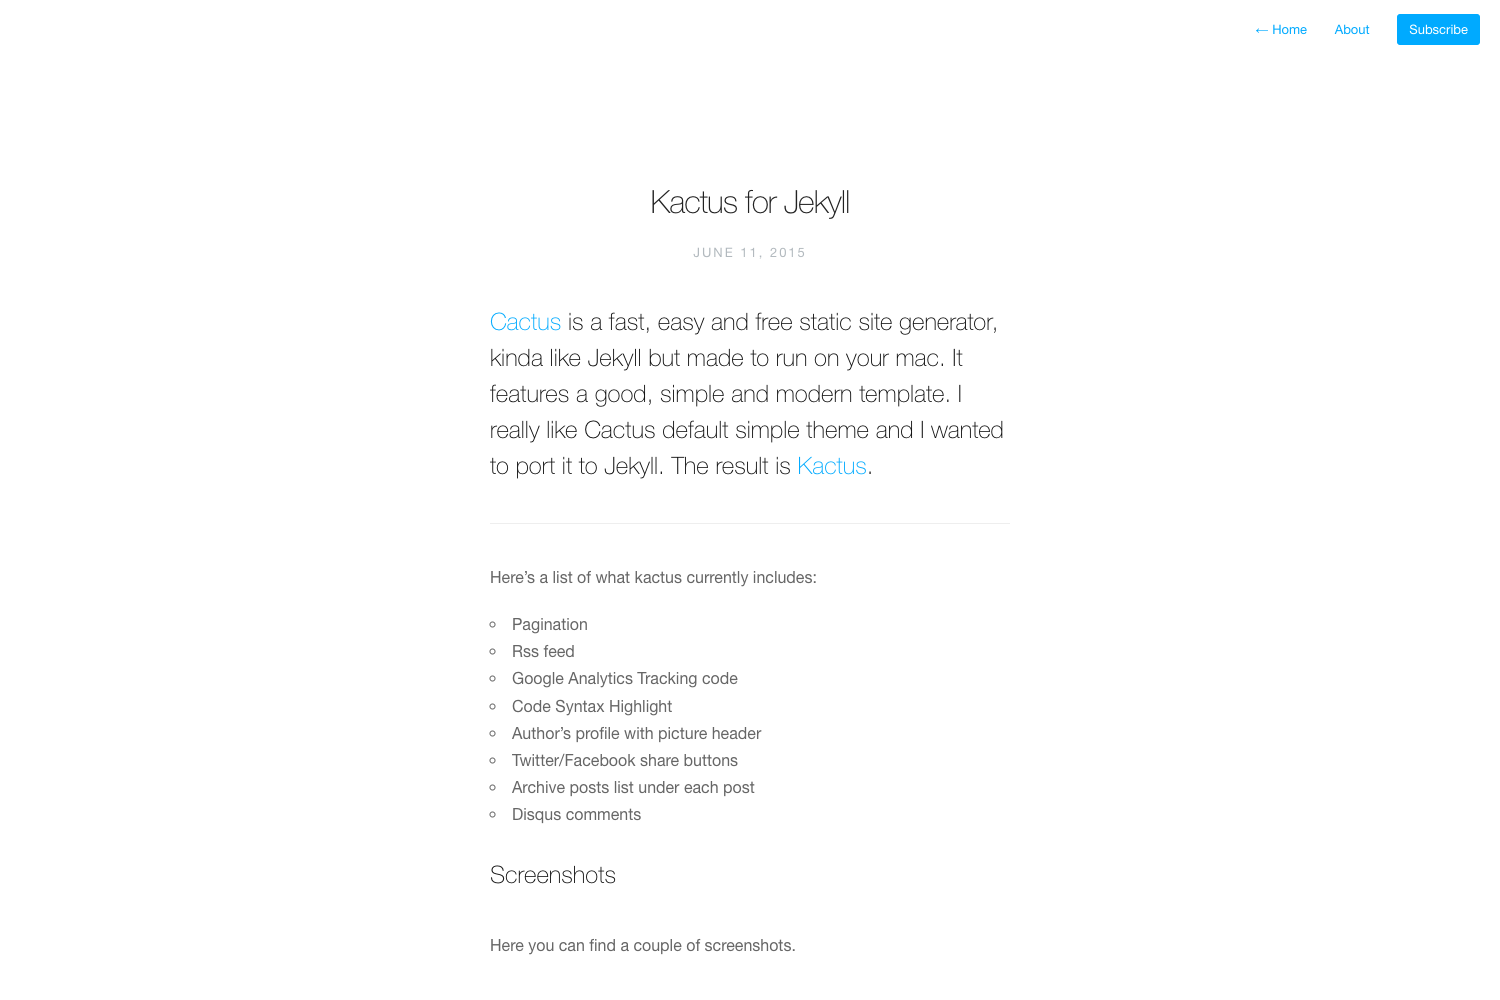 ← Home About Subscribe
Kactus for Jekyll
JUNE 11, 2015
Cactus is a fast, easy and free static site generator,
kinda like Jekyll but made to run on your mac. It
features a good, simple and modern template. I
really like Cactus default simple theme and I wanted
to port it to Jekyll. The result is Kactus.
Here’s a list of what kactus currently includes:
Pagination
Rss feed
Google Analytics Tracking code
Code Syntax Highlight
Author’s profile with picture header
Twitter/Facebook share buttons
Archive posts list under each post
Disqus comments
Screenshots
Here you can find a couple of screenshots.